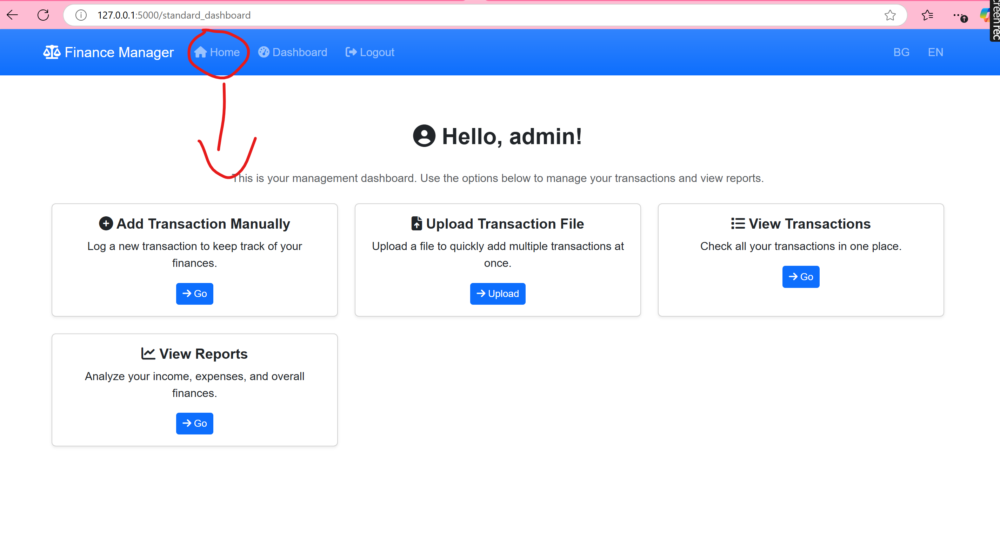 127.0.0.1:5000/standard_dashboard
Finance Manager Home Dashboard Logout BG EN
Hello, admin!
This is your management dashboard. Use the options below to manage your transactions and view reports.
Add Transaction Manually
Log a new transaction to keep track of your
finances.
Go
Upload Transaction File
Upload a file to quickly add multiple transactions at
once.
Upload
View Transactions
Check all your transactions in one place.
Go
View Reports
Analyze your income, expenses, and overall
finances.
Go